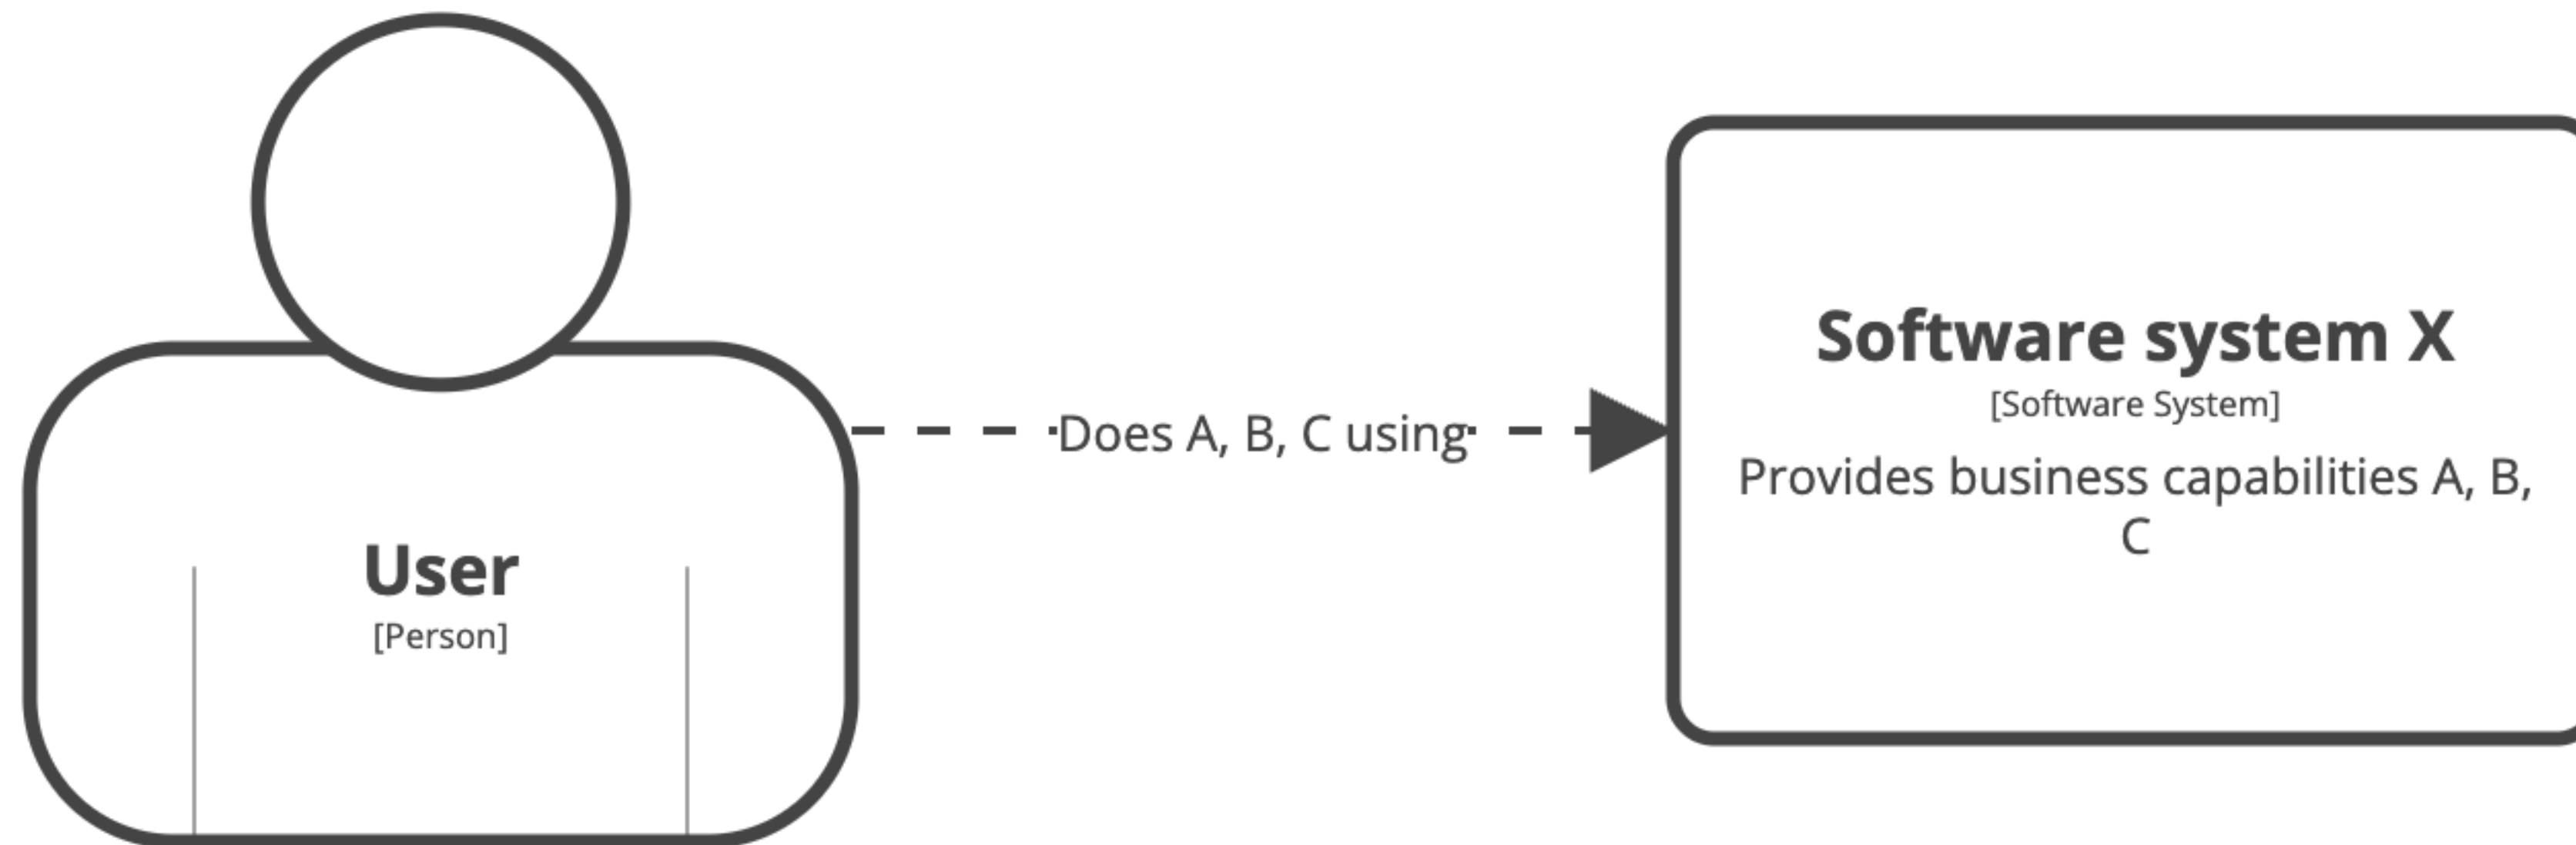 User
[Person]
Does A, B, C using
Software system X
[Software System]
Provides business capabilities A, B,
C